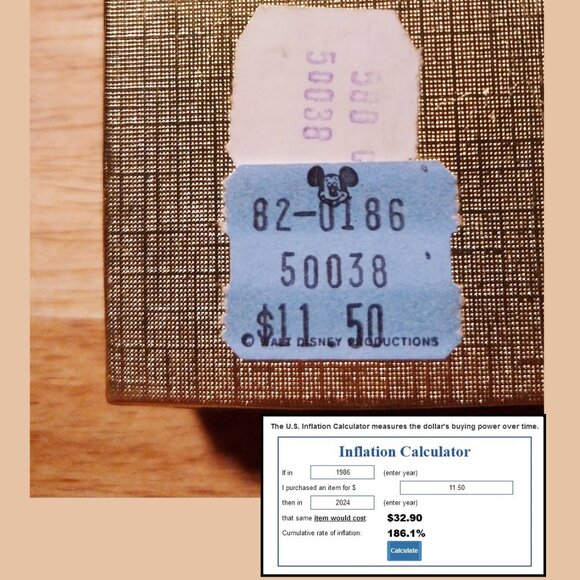 980 0
50038
82-0186
50038
$11.50
© WALT DISNEY PRODUCTIONS
The U.S. Inflation Calculator measures the dollar's buying power over time.
Inflation Calculator
If in 1986 (enter year)
I purchased an item for $ 11.50
then in 2024 (enter year)
that same item would cost: $32.90
Cumulative rate of inflation: 186.1%
Calculate